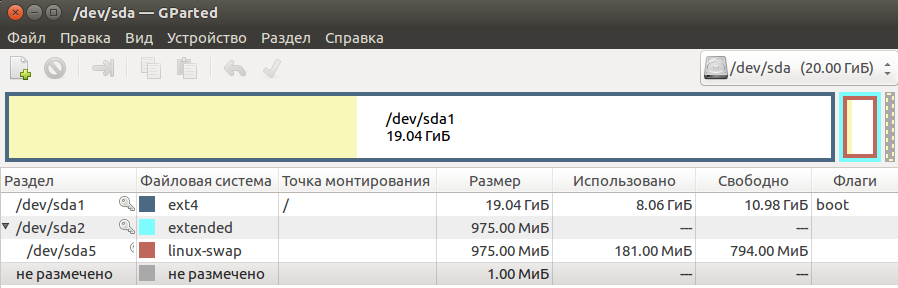 /dev/sda — GParted
Файл Правка Вид Устройство Раздел Справка
/dev/sda (20.00 ГиБ)
/dev/sda1
19.04 ГиБ
Раздел Файловая система Точка монтирования Размер Использовано Свободно Флаги
/dev/sda1 ext4 / 19.04 ГиБ 8.06 ГиБ 10.98 ГиБ boot
/dev/sda2 extended 975.00 МиБ --- ---
/dev/sda5 linux-swap 975.00 МиБ 181.00 МиБ 794.00 МиБ
не размечено не размечено 1.00 МиБ --- ---